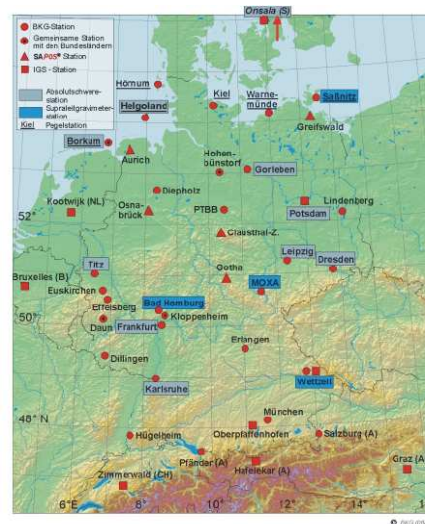 BKG-Station
Gemeinsame Station
mit den Bundesländern
SAPOS® Station
IGS - Station
Absolutschwere-
station
Supraleitgravimeter-
station
Kiel Pegelstation
Onsala (S)
Hörnum
Helgoland
Kiel
Warne-
münde
Saßnitz
Greifswald
Borkum
Aurich
Hohen-
bünstorf
Gorleben
Diepholz
Kootwijk (NL)
Osna-
brück
PTBB
Potsdam
Lindenberg
52°
Clausthal-Z.
Titz
Leipzig
Dresden
Bruxelles (B)
Euskirchen
Gotha
MOXA
Effelsberg
Bad Homburg
Kloppenheim
50°N
Daun
Frankfurt
Erlangen
Dillingen
Karlsruhe
Wettzell
48°N
München
Hügelheim
Oberpfaffenhofen
Salzburg (A)
Pfänder (A)
Hafelekar (A)
Graz (A)
Zimmerwald (CH)
6°E
8°
10°
12°
14°